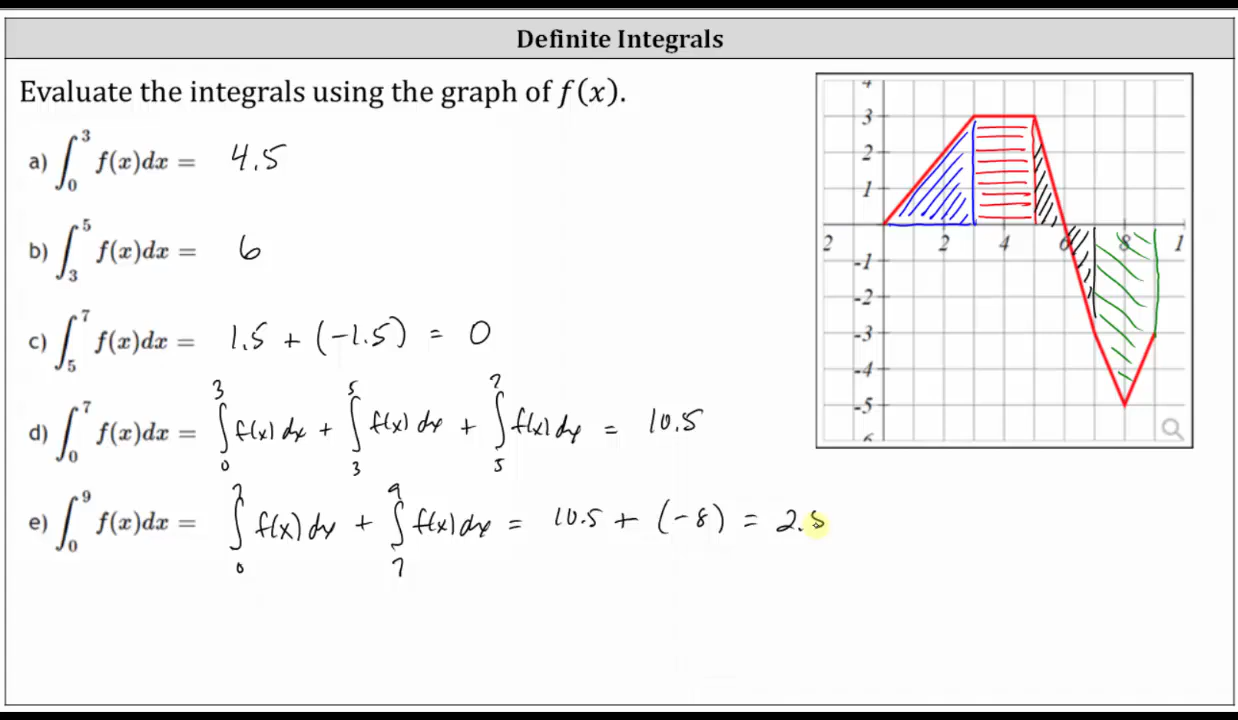 Definite Integrals
Evaluate the integrals using the graph of f(x).
a) ∫₀³ f(x)dx = 4.5
b) ∫₃⁵ f(x)dx = 6
c) ∫₅⁷ f(x)dx = 1.5 + (-1.5) = 0
d) ∫₀⁷ f(x)dx = ∫₀³ f(x) dx + ∫₃⁵ f(x) dx + ∫₅⁷ f(x) dx = 10.5
e) ∫₀⁹ f(x)dx = ∫₀⁷ f(x) dx + ∫₇⁹ f(x) dx = 10.5 + (-8) = 2.5
4
3
2
1
2 2 4 6 8 1
-1
-2
-3
-4
-5
6